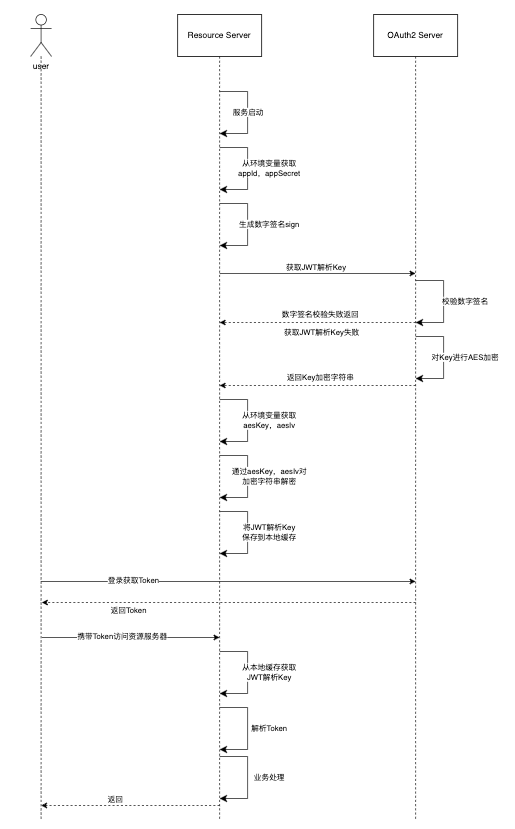 user
Resource Server
OAuth2 Server
服务启动
从环境变量获取
appId，appSecret
生成数字签名sign
获取JWT解析Key
校验数字签名
数字签名校验失败返回
获取JWT解析Key失败
对Key进行AES加密
返回Key加密字符串
从环境变量获取
aesKey，aesIv
通过aesKey，aesIv对
加密字符串解密
将JWT解析Key
保存到本地缓存
登录获取Token
返回Token
携带Token访问资源服务器
从本地缓存获取
JWT解析Key
解析Token
业务处理
返回